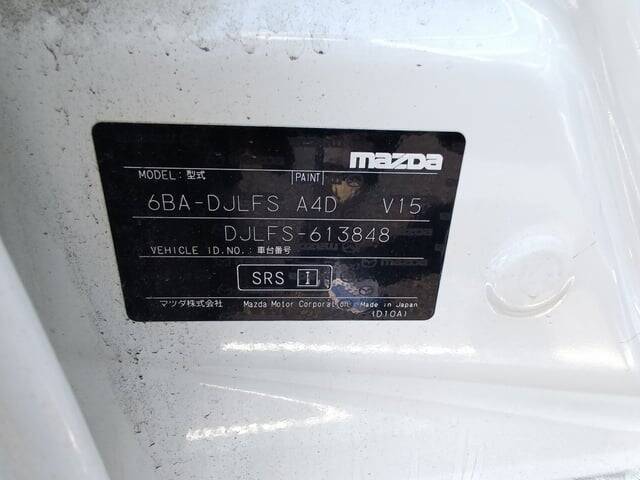 mazda
MODEL:型式 PAINT
6BA-DJLFS A4D V15
DJLFS-613848
VEHICLE ID.NO.:車台番号
SRS I
マツダ株式会社 Mazda Motor Corporation Made in Japan
(D10A)